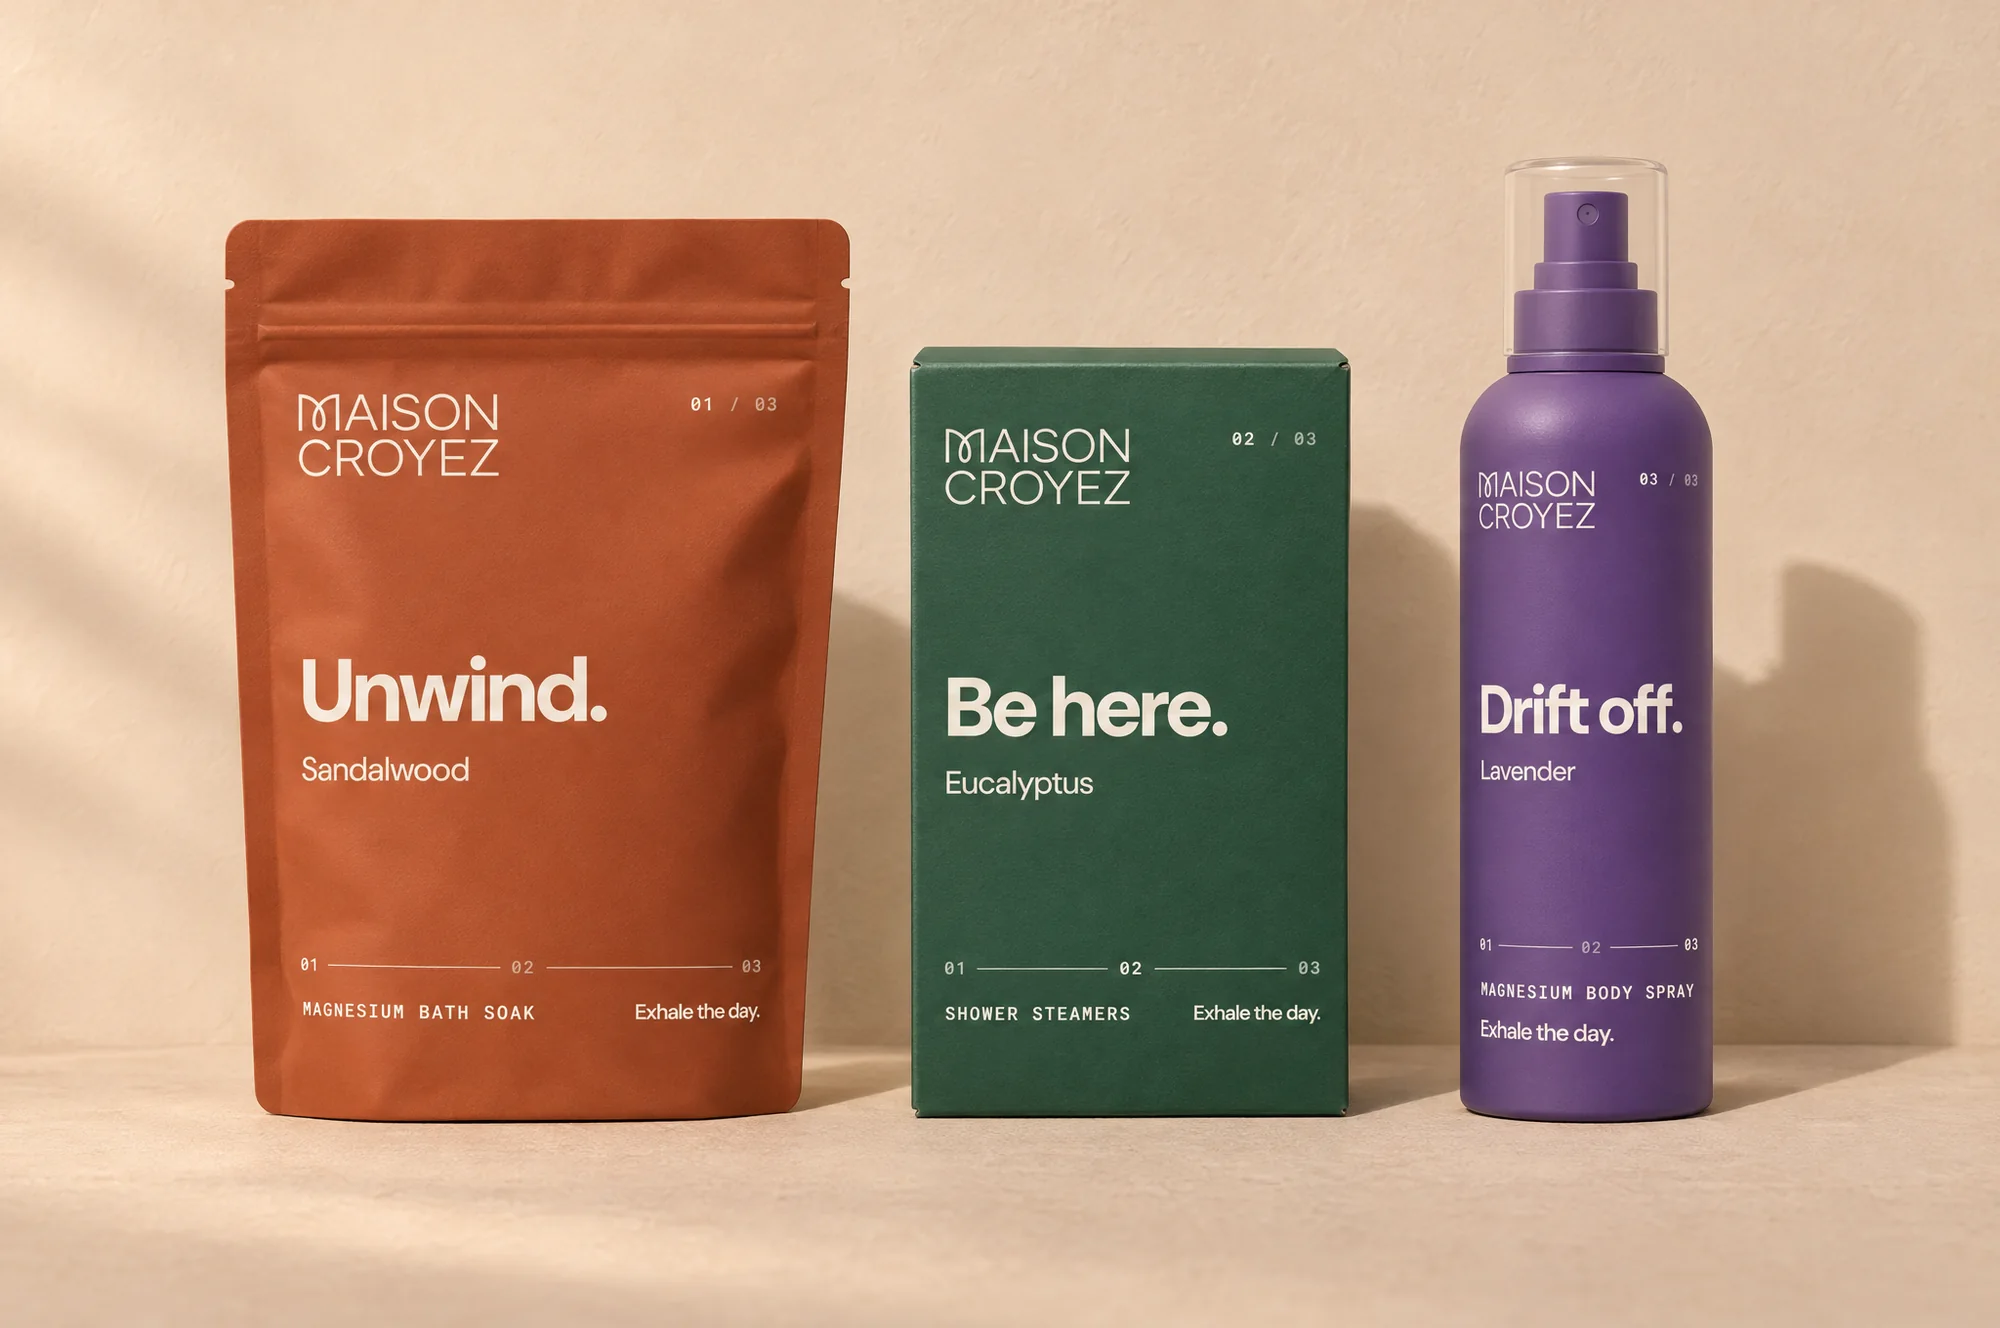 MAISON
CROYEZ
01 / 03
Unwind.
Sandalwood
01 02 03
MAGNESIUM BATH SOAK
Exhale the day.
MAISON
CROYEZ
02 / 03
Be here.
Eucalyptus
01 02 03
SHOWER STEAMERS
Exhale the day.
MAISON
CROYEZ
03 / 03
Drift off.
Lavender
01 02 03
MAGNESIUM BODY SPRAY
Exhale the day.